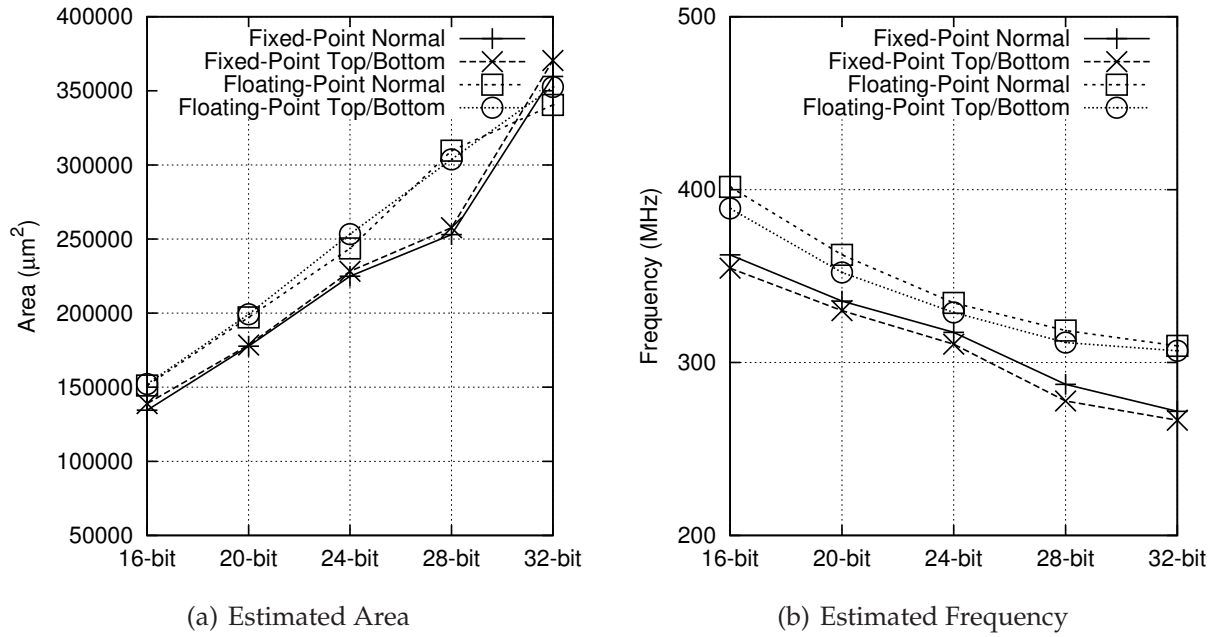 400000
350000
300000
250000
200000
150000
100000
50000
Area (μm²)
Fixed-Point Normal
Fixed-Point Top/Bottom
Floating-Point Normal
Floating-Point Top/Bottom
16-bit 20-bit 24-bit 28-bit 32-bit
(a) Estimated Area
500
400
300
200
Frequency (MHz)
Fixed-Point Normal
Fixed-Point Top/Bottom
Floating-Point Normal
Floating-Point Top/Bottom
16-bit 20-bit 24-bit 28-bit 32-bit
(b) Estimated Frequency